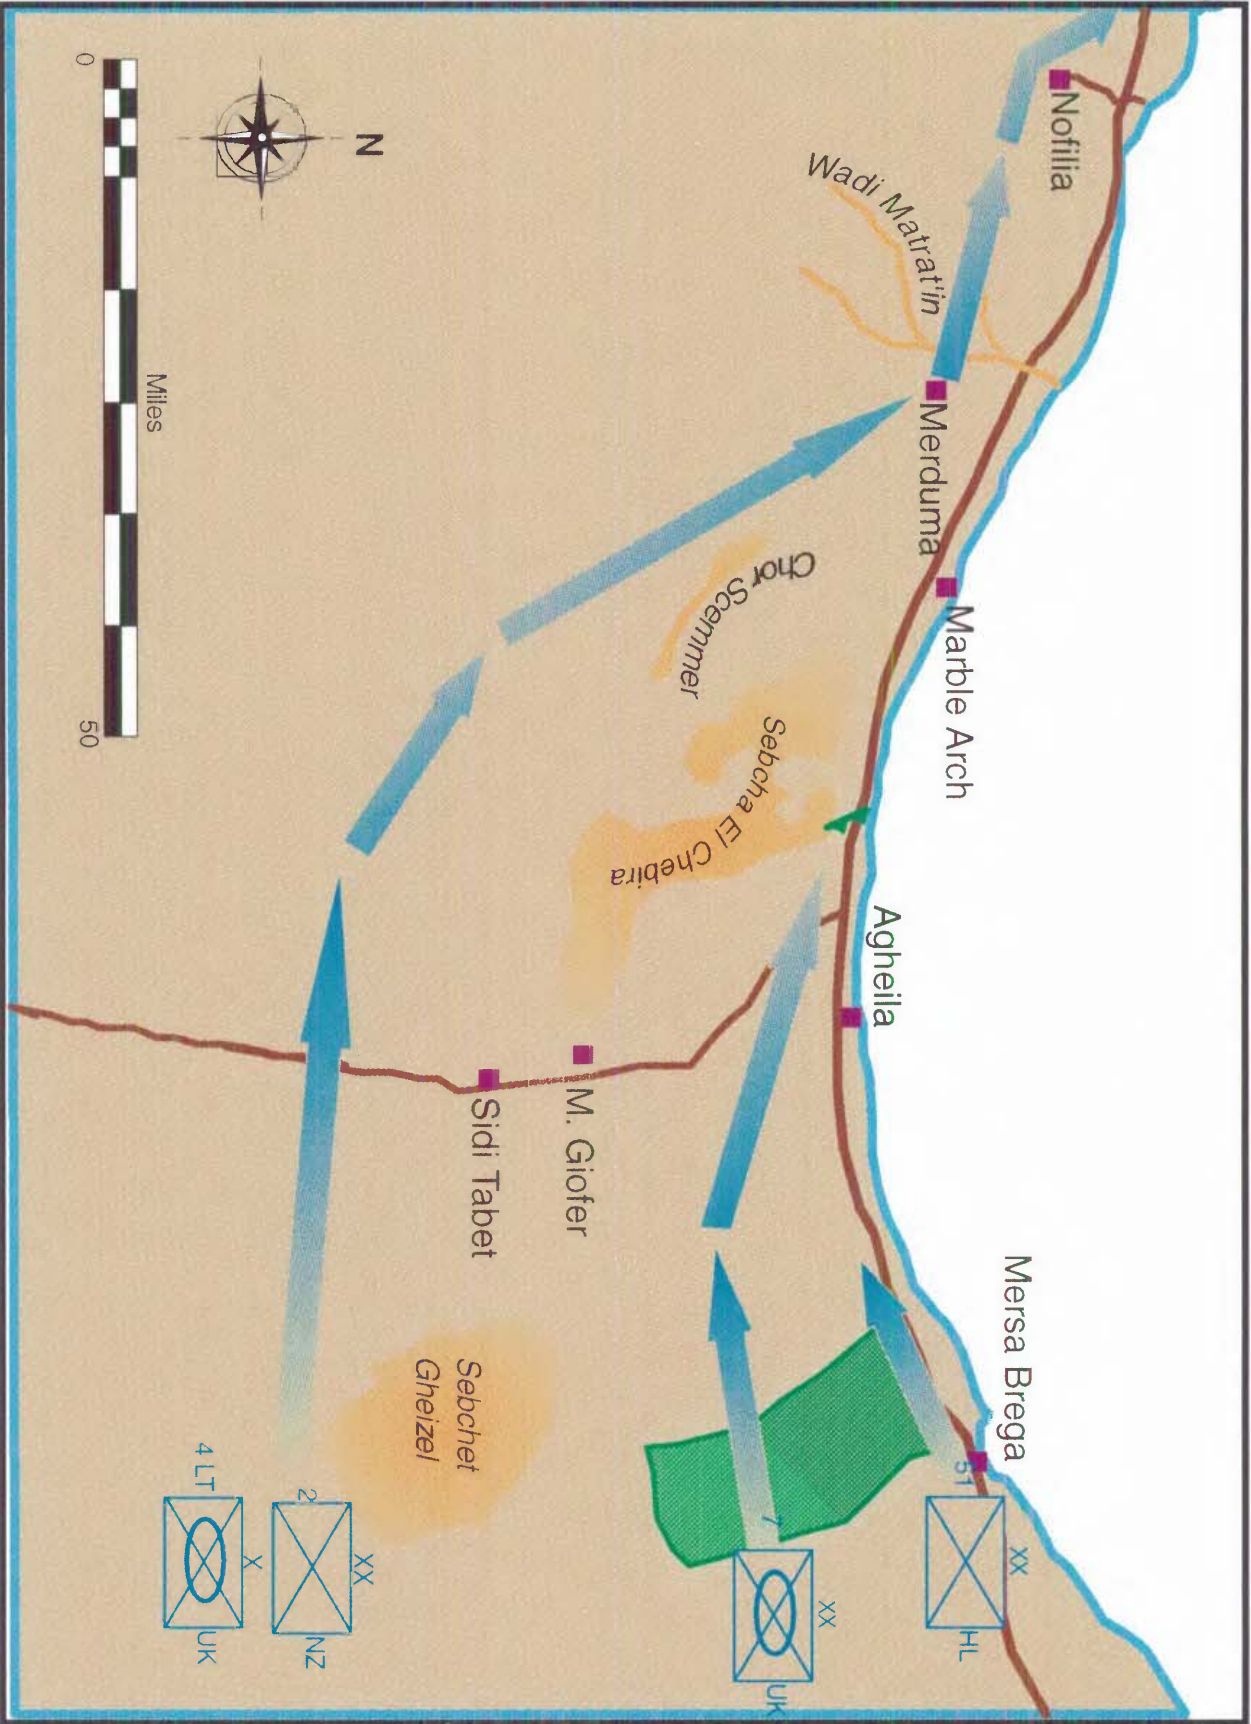 Nofilia
Wadi Matrat'in
Merduma
Marble Arch
Chor Scemmer
Sebcha El Chebira
Agheila
M. Giofer
Sidi Tabet
Mersa Brega
Sebchet
Gheizel
51
XX
HL
7
XX
UK
2
XX
NZ
4 LT
X
UK
N
Miles
0
50